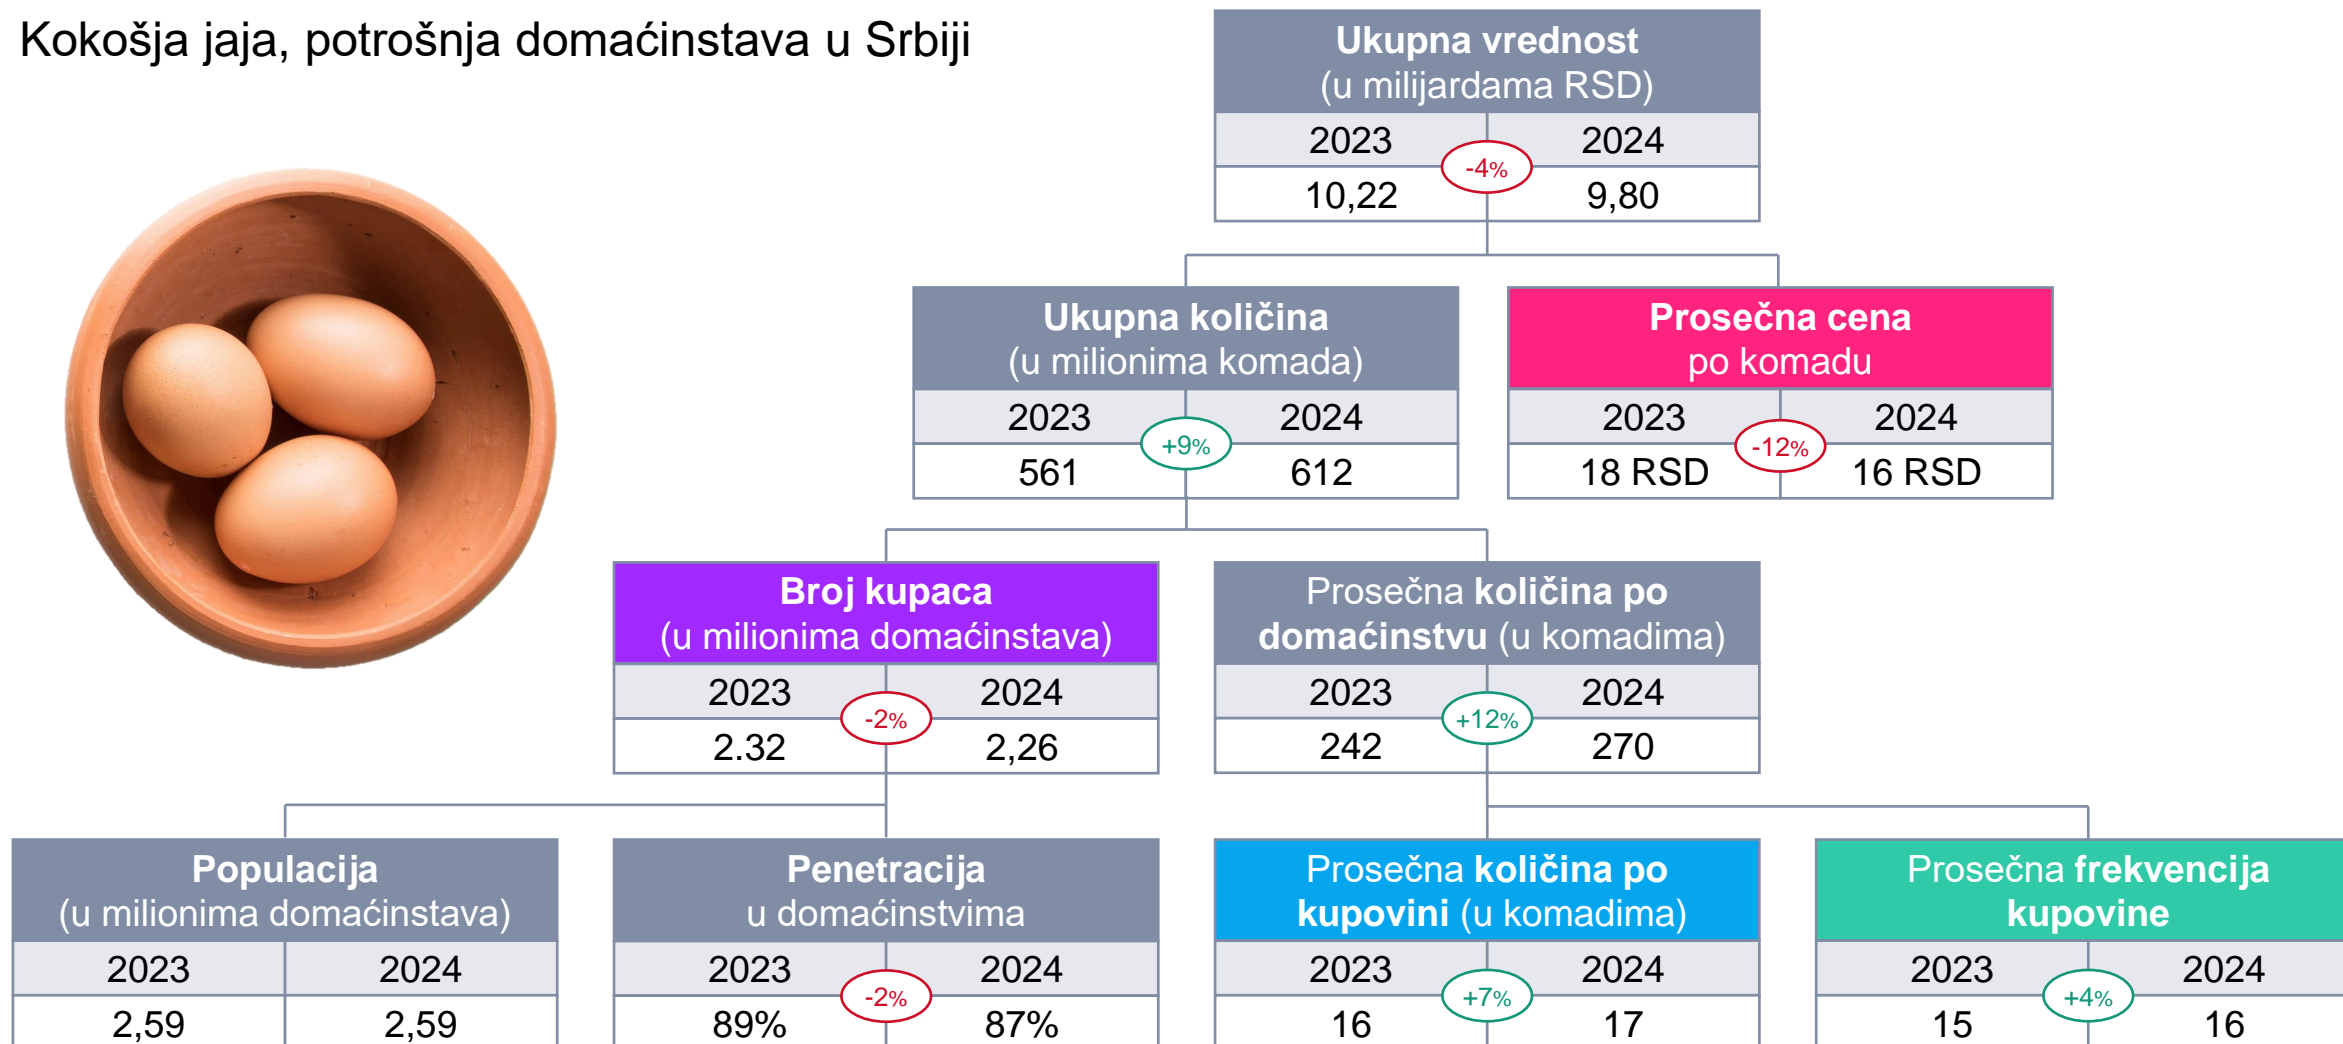 Kokošja jaja, potrošnja domaćinstava u Srbiji
Ukupna vrednost
(u milijardama RSD)
2023 2024
-4%
10,22 9,80
Ukupna količina
(u milionima komada)
2023 2024
+9%
561 612
Prosečna cena
po komadu
2023 2024
-12%
18 RSD 16 RSD
Broj kupaca
(u milionima domaćinstava)
2023 2024
-2%
2.32 2,26
Prosečna količina po
domaćinstvu (u komadima)
2023 2024
+12%
242 270
Populacija
(u milionima domaćinstava)
2023 2024
2,59 2,59
Penetracija
u domaćinstvima
2023 2024
-2%
89% 87%
Prosečna količina po
kupovini (u komadima)
2023 2024
+7%
16 17
Prosečna frekvencija
kupovine
2023 2024
+4%
15 16